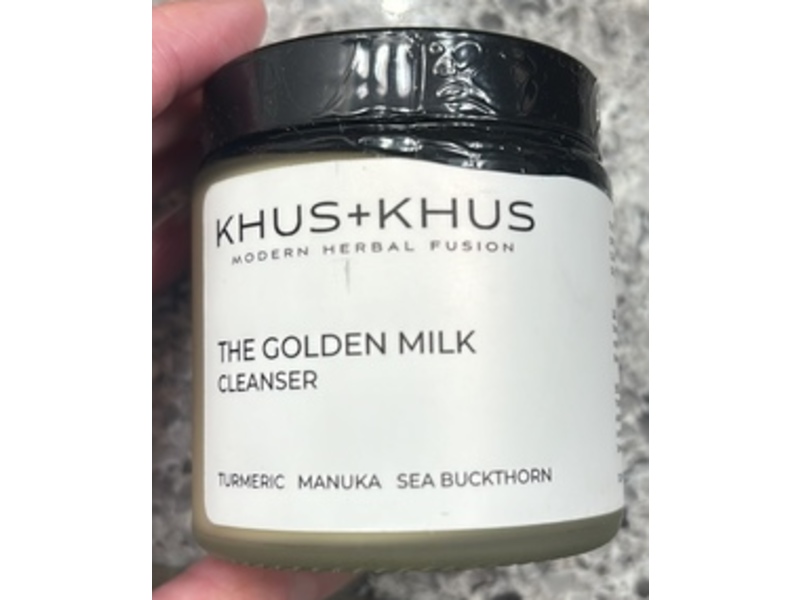 KHUS+KHUS
MODERN HERBAL FUSION
THE GOLDEN MILK
CLEANSER
TURMERIC MANUKA SEA BUCKTHORN